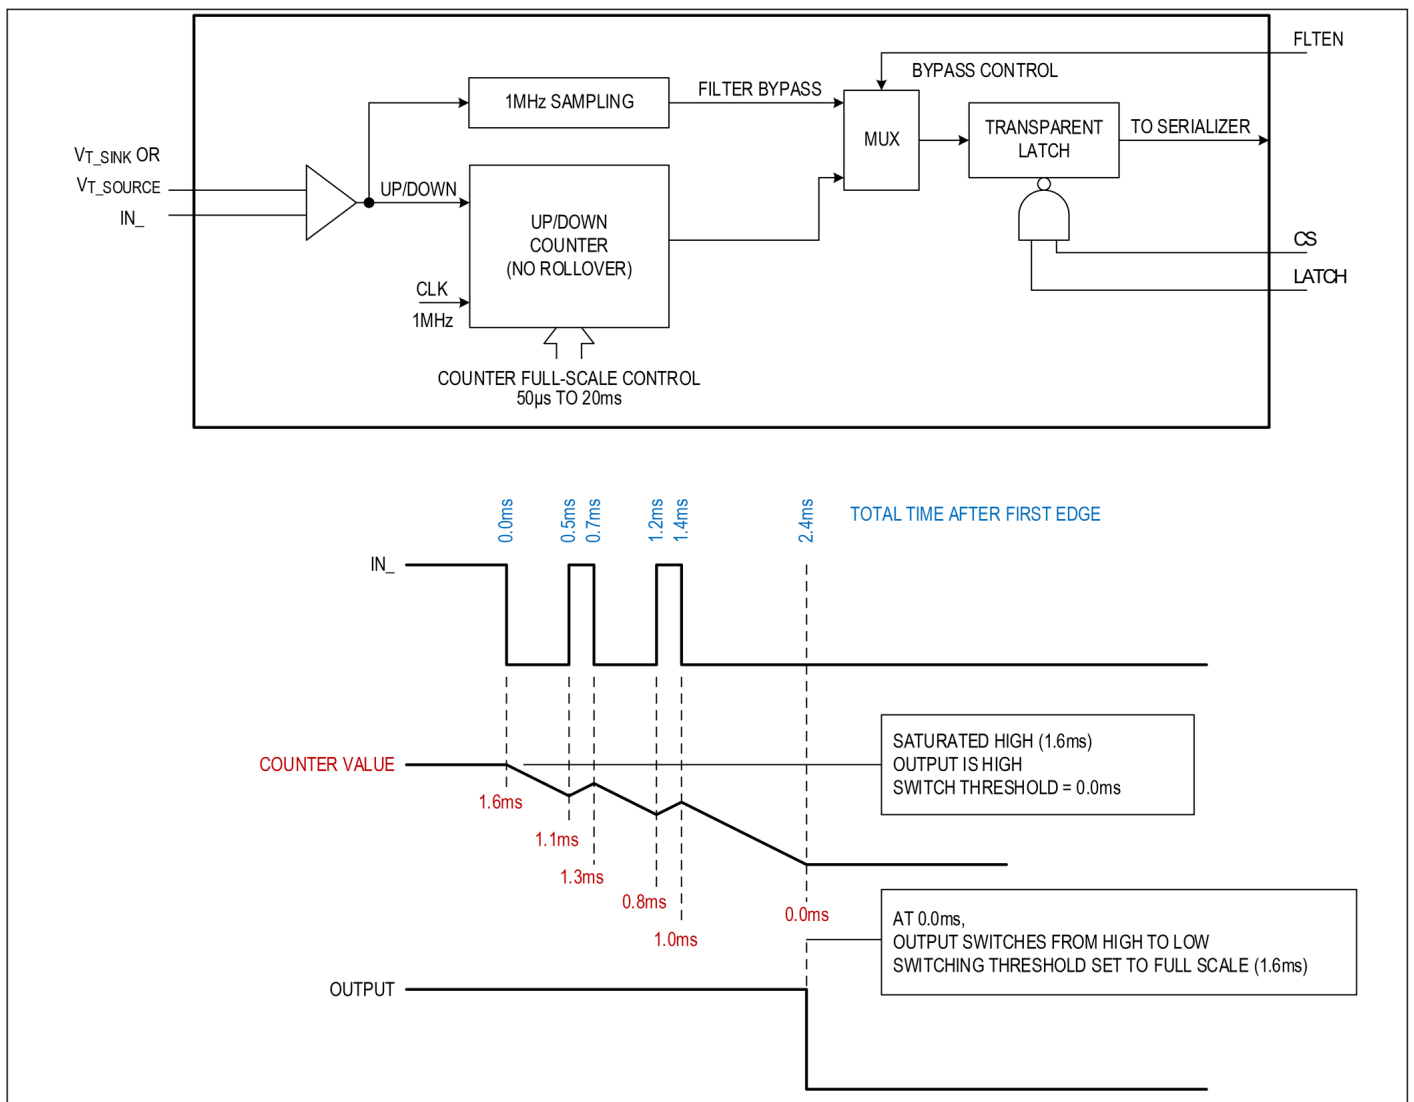 FLTEN
BYPASS CONTROL
FILTER BYPASS
1MHz SAMPLING
MUX
TRANSPARENT
LATCH
TO SERIALIZER
VT_SINK OR
VT_SOURCE
IN_
UP/DOWN
UP/DOWN
COUNTER
(NO ROLLOVER)
CLK
1MHz
CS
LATCH
COUNTER FULL-SCALE CONTROL
50µs TO 20ms
0.0ms
0.5ms
0.7ms
1.2ms
1.4ms
2.4ms
TOTAL TIME AFTER FIRST EDGE
IN_
COUNTER VALUE
SATURATED HIGH (1.6ms)
OUTPUT IS HIGH
SWITCH THRESHOLD = 0.0ms
1.6ms
1.1ms
1.3ms
0.8ms
1.0ms
0.0ms
AT 0.0ms,
OUTPUT SWITCHES FROM HIGH TO LOW
SWITCHING THRESHOLD SET TO FULL SCALE (1.6ms)
OUTPUT